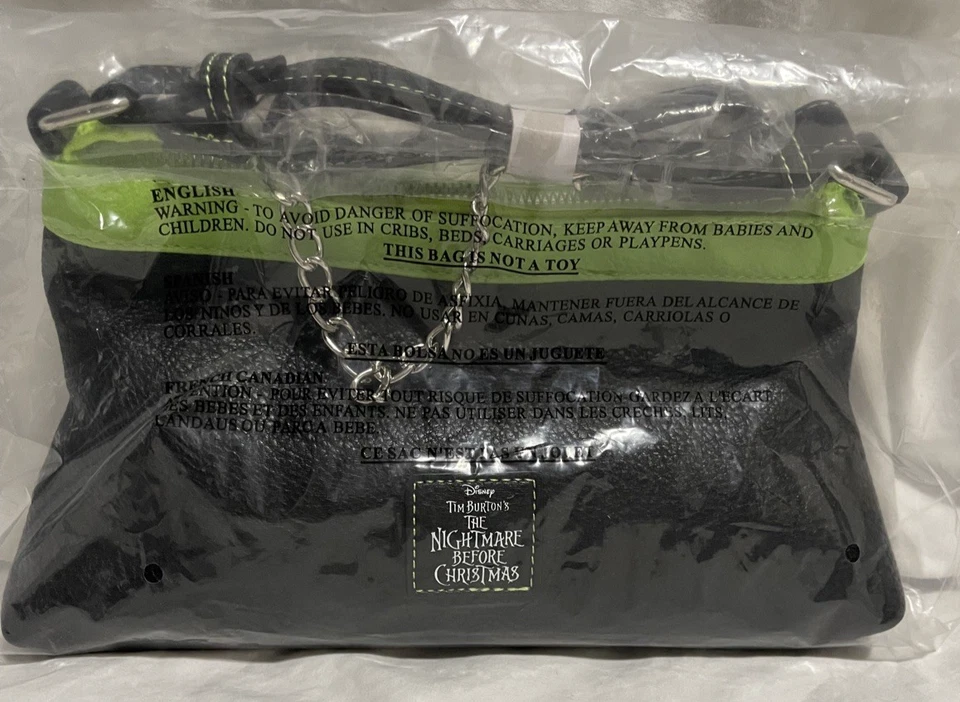 ENGLISH
WARNING - TO AVOID DANGER OF SUFFOCATION, KEEP AWAY FROM BABIES AND
CHILDREN. DO NOT USE IN CRIBS, BEDS, CARRIAGES OR PLAYPENS.
THIS BAG IS NOT A TOY
SPANISH
AVISO - PARA EVITAR PELIGRO DE ASFIXIA, MANTENER FUERA DEL ALCANCE DE
LOS NINOS Y DE LOS BEBES. NO USAR EN CUNAS, CAMAS, CARRIOLAS O
CORRALES.
ESTA BOLSA NO ES UN JUGUETE
FRENCH CANADIAN
ATTENTION - POUR EVITER TOUT RISQUE DE SUFFOCATION GARDEZ A L'ECART
LES BEBES ET DES ENFANTS. NE PAS UTILISER DANS LES CRECHES, LITS,
LANDAUS OU PARC A BEBE.
CE SAC N'EST PAS
Disney
TIM BURTON'S
THE
NIGHTMARE
BEFORE
CHRISTMAS